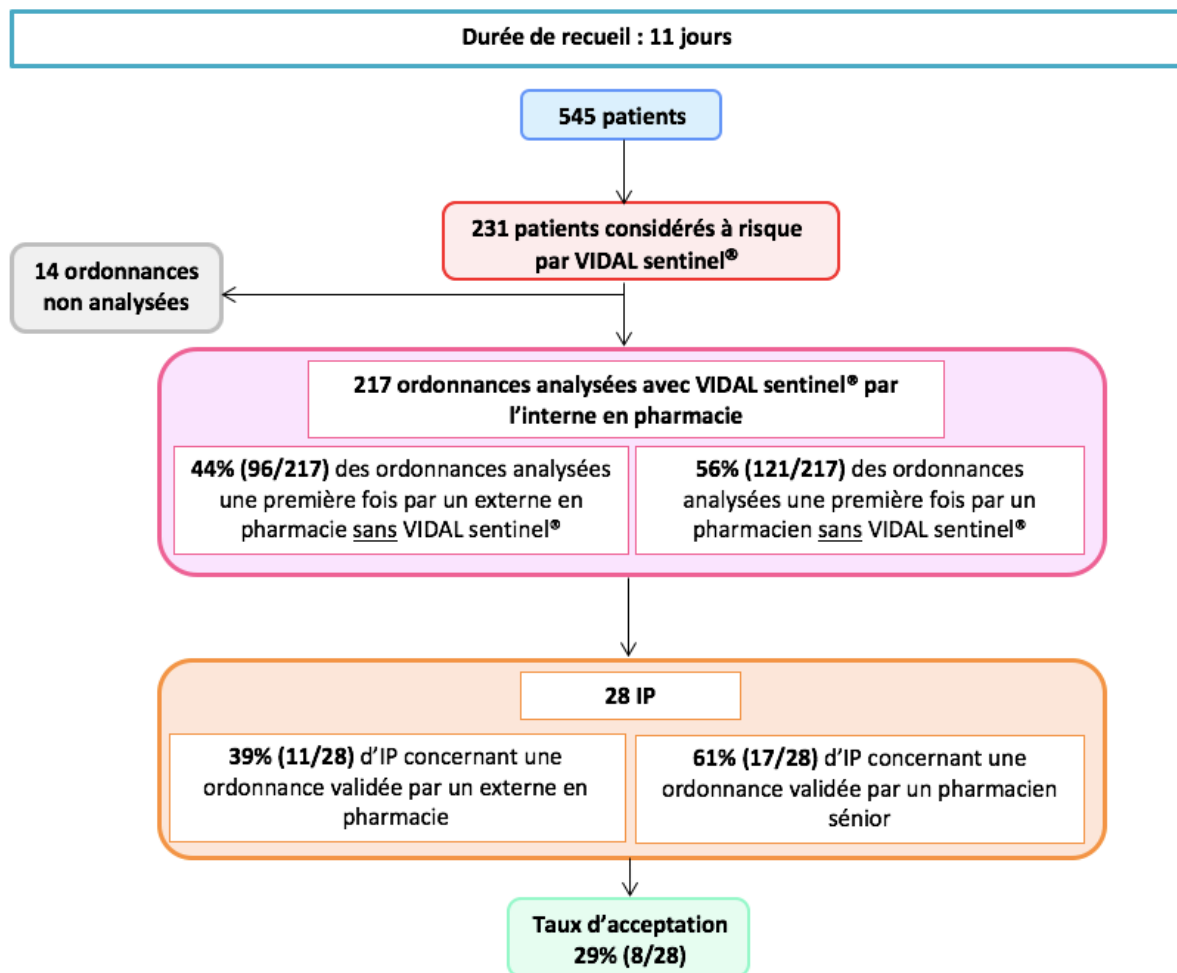 Durée de recueil : 11 jours
545 patients
231 patients considérés à risque
par VIDAL sentinel®
14 ordonnances
non analysées
217 ordonnances analysées avec VIDAL sentinel® par
l’interne en pharmacie
44% (96/217) des ordonnances analysées
une première fois par un externe en
pharmacie sans VIDAL sentinel®
56% (121/217) des ordonnances
analysées une première fois par un
pharmacien sans VIDAL sentinel®
28 IP
39% (11/28) d’IP concernant une
ordonnance validée par un externe en
pharmacie
61% (17/28) d’IP concernant une
ordonnance validée par un pharmacien
sénior
Taux d’acceptation
29% (8/28)